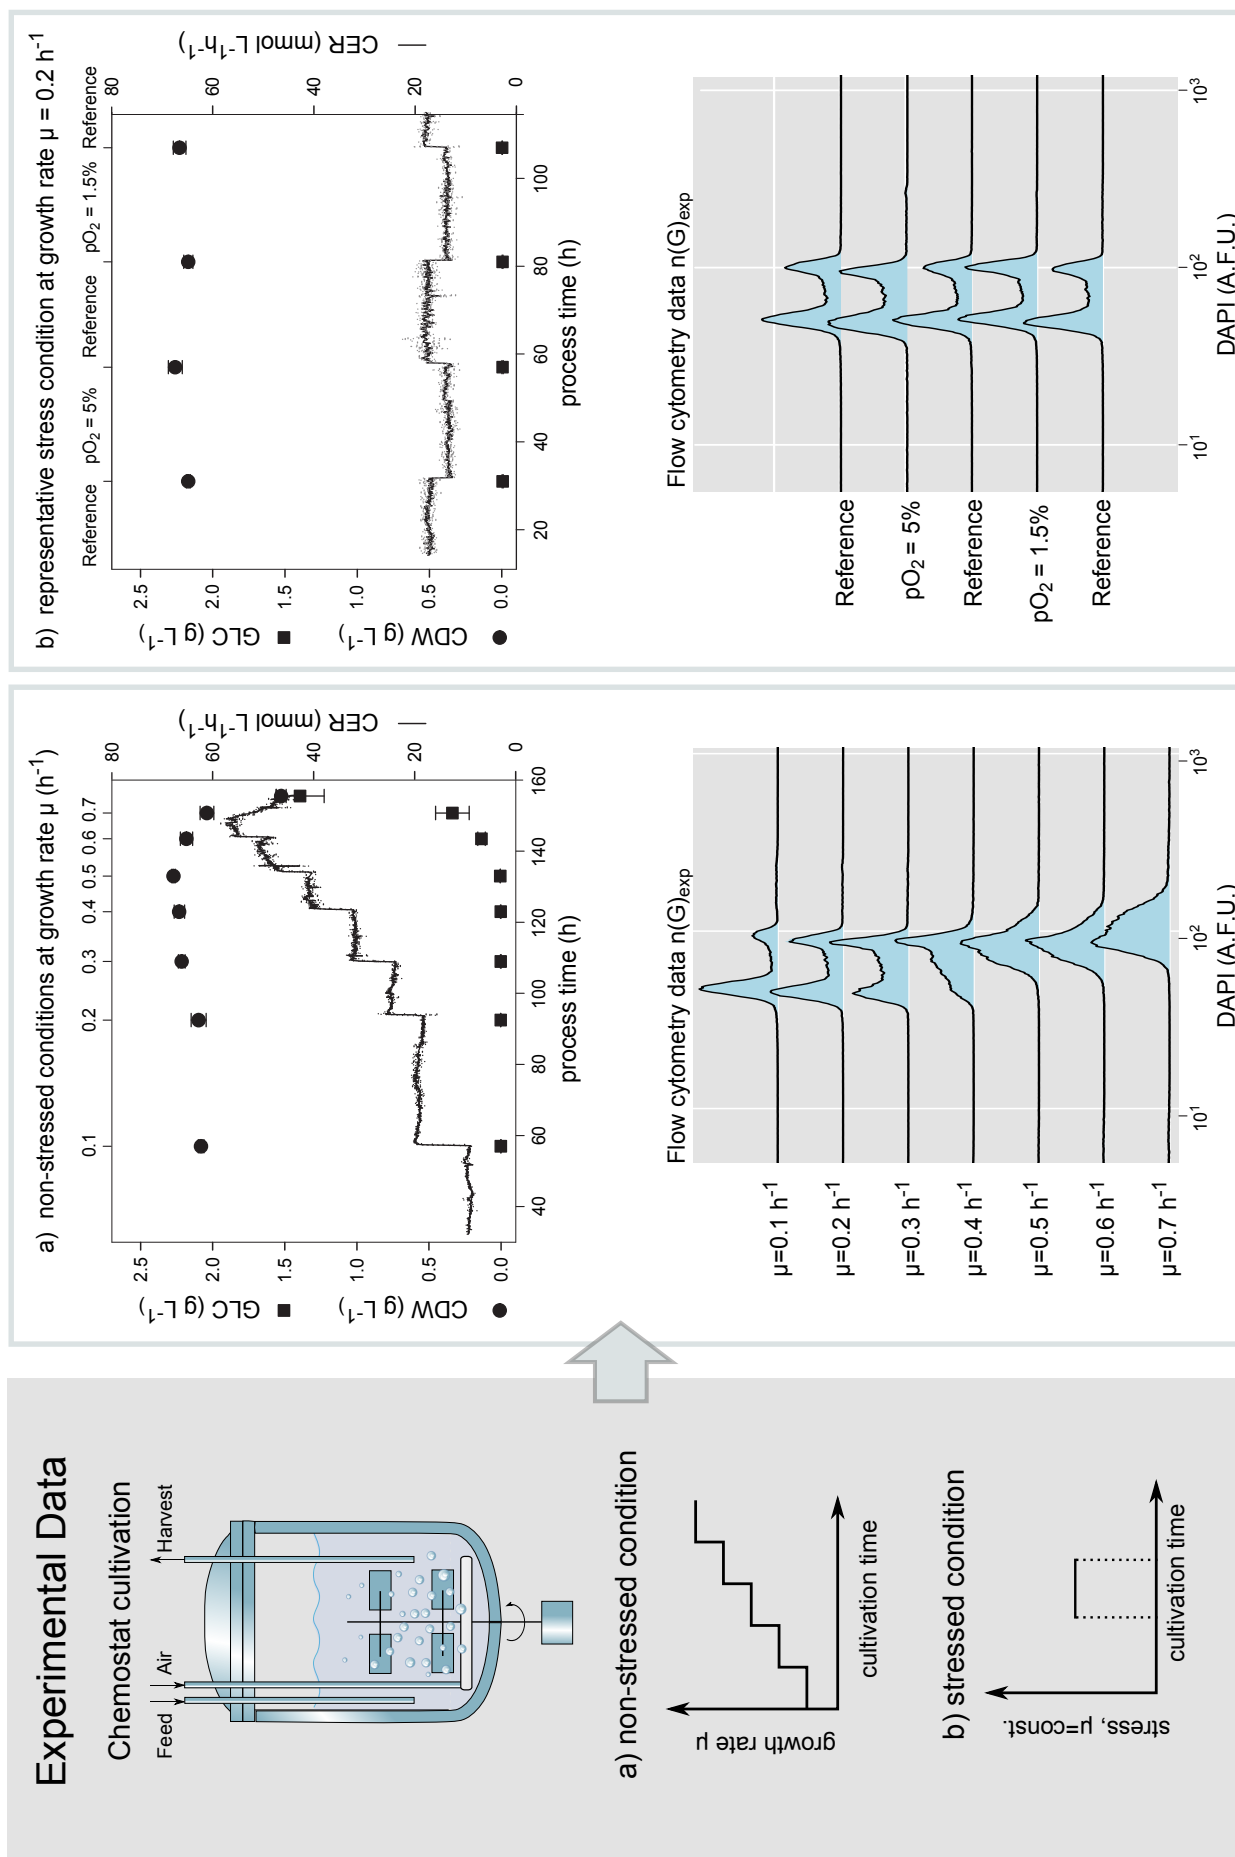 Experimental Data
Chemostat cultivation
Feed
Air
Harvest
a) non-stressed condition
growth rate µ
cultivation time
b) stressed condition
stress, µ=const.
cultivation time
a) non-stressed conditions at growth rate µ (h⁻¹)
0.1 0.2 0.3 0.4 0.5 0.6 0.7
GLC (g L⁻¹)
CDW (g L⁻¹)
2.5
2.0
1.5
1.0
0.5
0.0
80
60
40
20
0
CER (mmol L⁻¹h⁻¹)
40 60 80 100 120 140 160
process time (h)
Flow cytometry data n(G)exp
µ=0.1 h⁻¹
µ=0.2 h⁻¹
µ=0.3 h⁻¹
µ=0.4 h⁻¹
µ=0.5 h⁻¹
µ=0.6 h⁻¹
µ=0.7 h⁻¹
10¹ 10² 10³
DAPI (A.F.U.)
b) representative stress condition at growth rate µ = 0.2 h⁻¹
Reference pO₂ = 5% Reference pO₂ = 1.5% Reference
GLC (g L⁻¹)
CDW (g L⁻¹)
2.5
2.0
1.5
1.0
0.5
0.0
80
60
40
20
0
CER (mmol L⁻¹h⁻¹)
20 40 60 80 100
process time (h)
Flow cytometry data n(G)exp
Reference
pO₂ = 5%
Reference
pO₂ = 1.5%
Reference
10¹ 10² 10³
DAPI (A.F.U.)